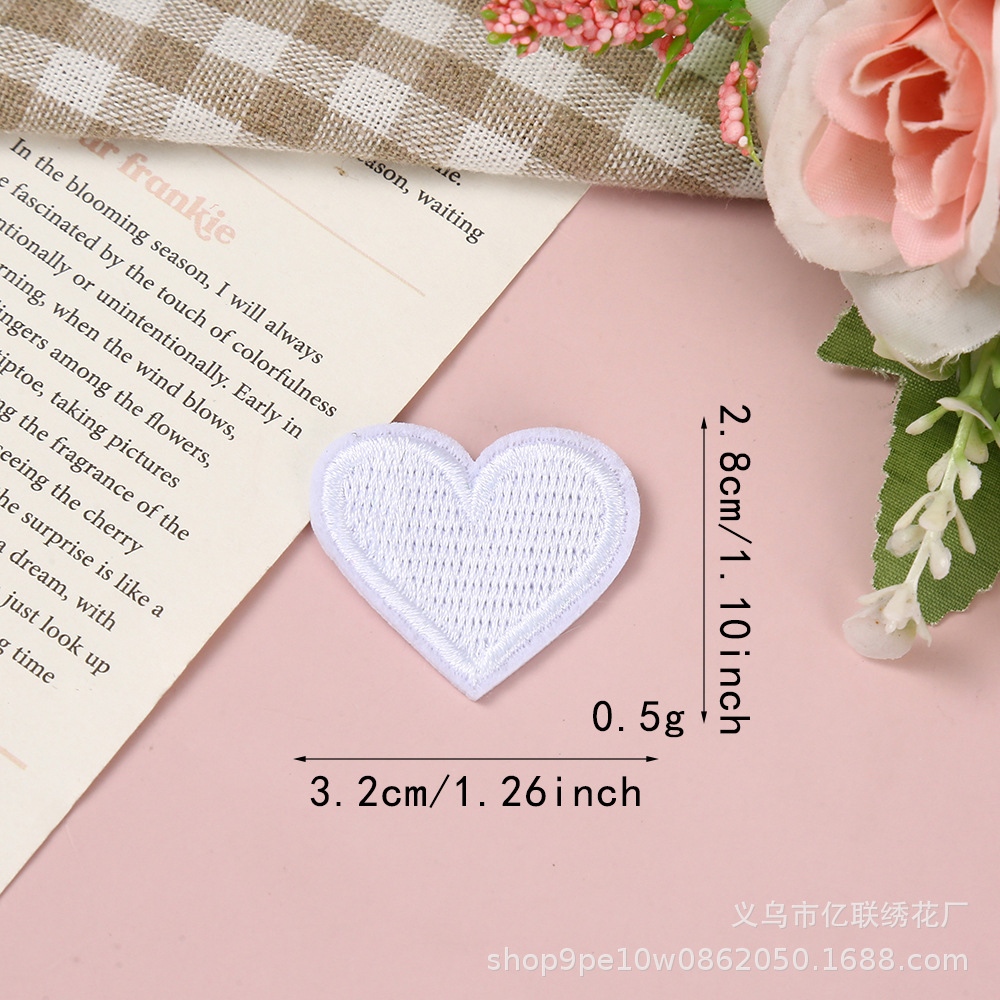 ur frankie
In the blooming season, I will always
e fascinated by the touch of colorfulness
ntionally or unintentionally. Early in
rning, when the wind blows,
ingers among the flowers,
iptoe, taking pictures
ng the fragrance of the
seeing the cherry
he surprise is like a
a dream, with
just look up
g time
me.
eason, waiting
2.8cm/1.10inch
0.5g
3.2cm/1.26inch
义乌市亿联绣花厂
shop9pe10w0862050.1688.com